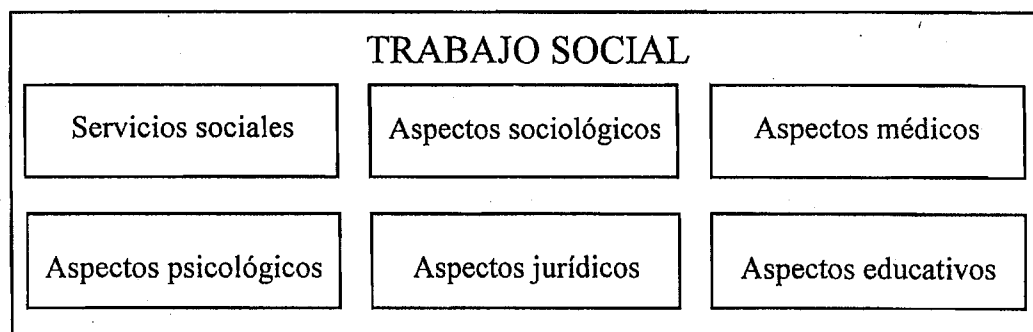 TRABAJO SOCIAL
Servicios sociales
Aspectos sociológicos
Aspectos médicos
Aspectos psicológicos
Aspectos jurídicos
Aspectos educativos